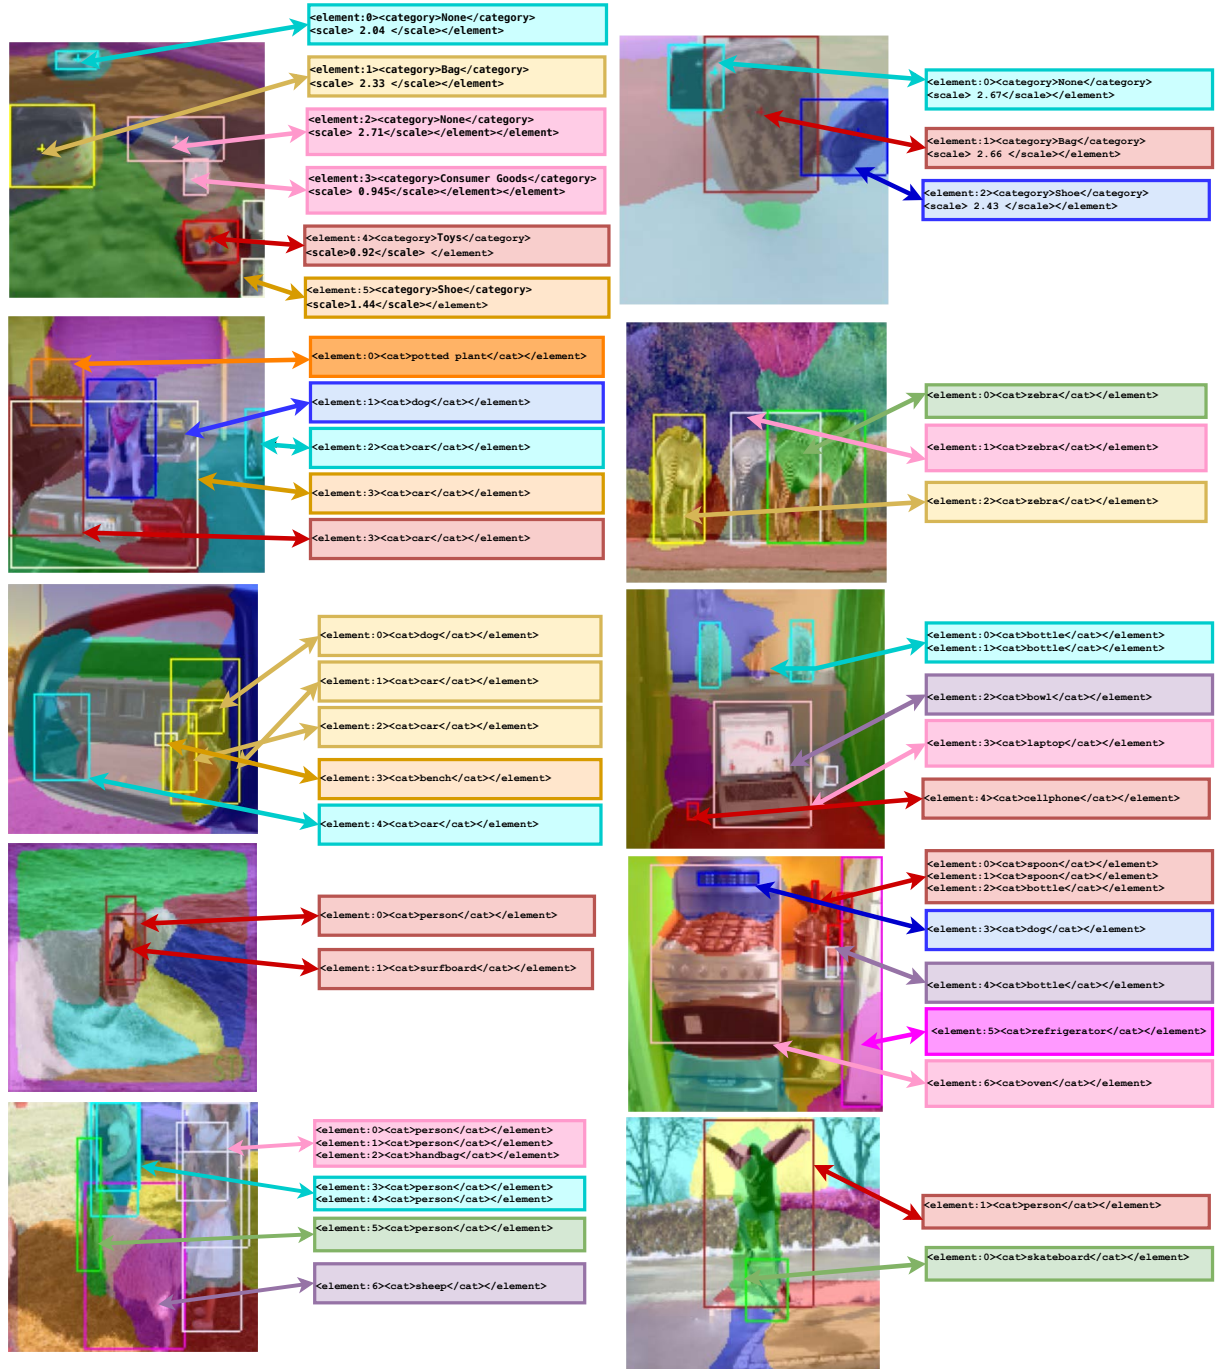 <element:0><category>None</category>
<scale> 2.04 </scale></element>
<element:1><category>Bag</category>
<scale> 2.33 </scale></element>
<element:2><category>None</category>
<scale> 2.71</scale></element></element>
<element:3><category>Consumer Goods</category>
<scale> 0.945</scale></element></element>
<element:4><category>Toys</category>
<scale>0.92</scale> </element>
<element:5><category>Shoe</category>
<scale>1.44</scale></element>
<element:0><category>None</category>
<scale> 2.67</scale></element>
<element:1><category>Bag</category>
<scale> 2.66 </scale></element>
<element:2><category>Shoe</category>
<scale> 2.43 </scale></element>
<element:0><cat>potted plant</cat></element>
<element:1><cat>dog</cat></element>
<element:2><cat>car</cat></element>
<element:3><cat>car</cat></element>
<element:3><cat>car</cat></element>
<element:0><cat>zebra</cat></element>
<element:1><cat>zebra</cat></element>
<element:2><cat>zebra</cat></element>
<element:0><cat>dog</cat></element>
<element:1><cat>car</cat></element>
<element:2><cat>car</cat></element>
<element:3><cat>bench</cat></element>
<element:4><cat>car</cat></element>
<element:0><cat>bottle</cat></element>
<element:1><cat>bottle</cat></element>
<element:2><cat>bowl</cat></element>
<element:3><cat>laptop</cat></element>
<element:4><cat>cellphone</cat></element>
<element:0><cat>person</cat></element>
<element:1><cat>surfboard</cat></element>
<element:0><cat>spoon</cat></element>
<element:1><cat>spoon</cat></element>
<element:2><cat>bottle</cat></element>
<element:3><cat>dog</cat></element>
<element:4><cat>bottle</cat></element>
<element:5><cat>refrigerator</cat></element>
<element:6><cat>oven</cat></element>
<element:0><cat>person</cat></element>
<element:1><cat>person</cat></element>
<element:2><cat>handbag</cat></element>
<element:3><cat>person</cat></element>
<element:4><cat>person</cat></element>
<element:5><cat>person</cat></element>
<element:6><cat>sheep</cat></element>
<element:1><cat>person</cat></element>
<element:0><cat>skateboard</cat></element>